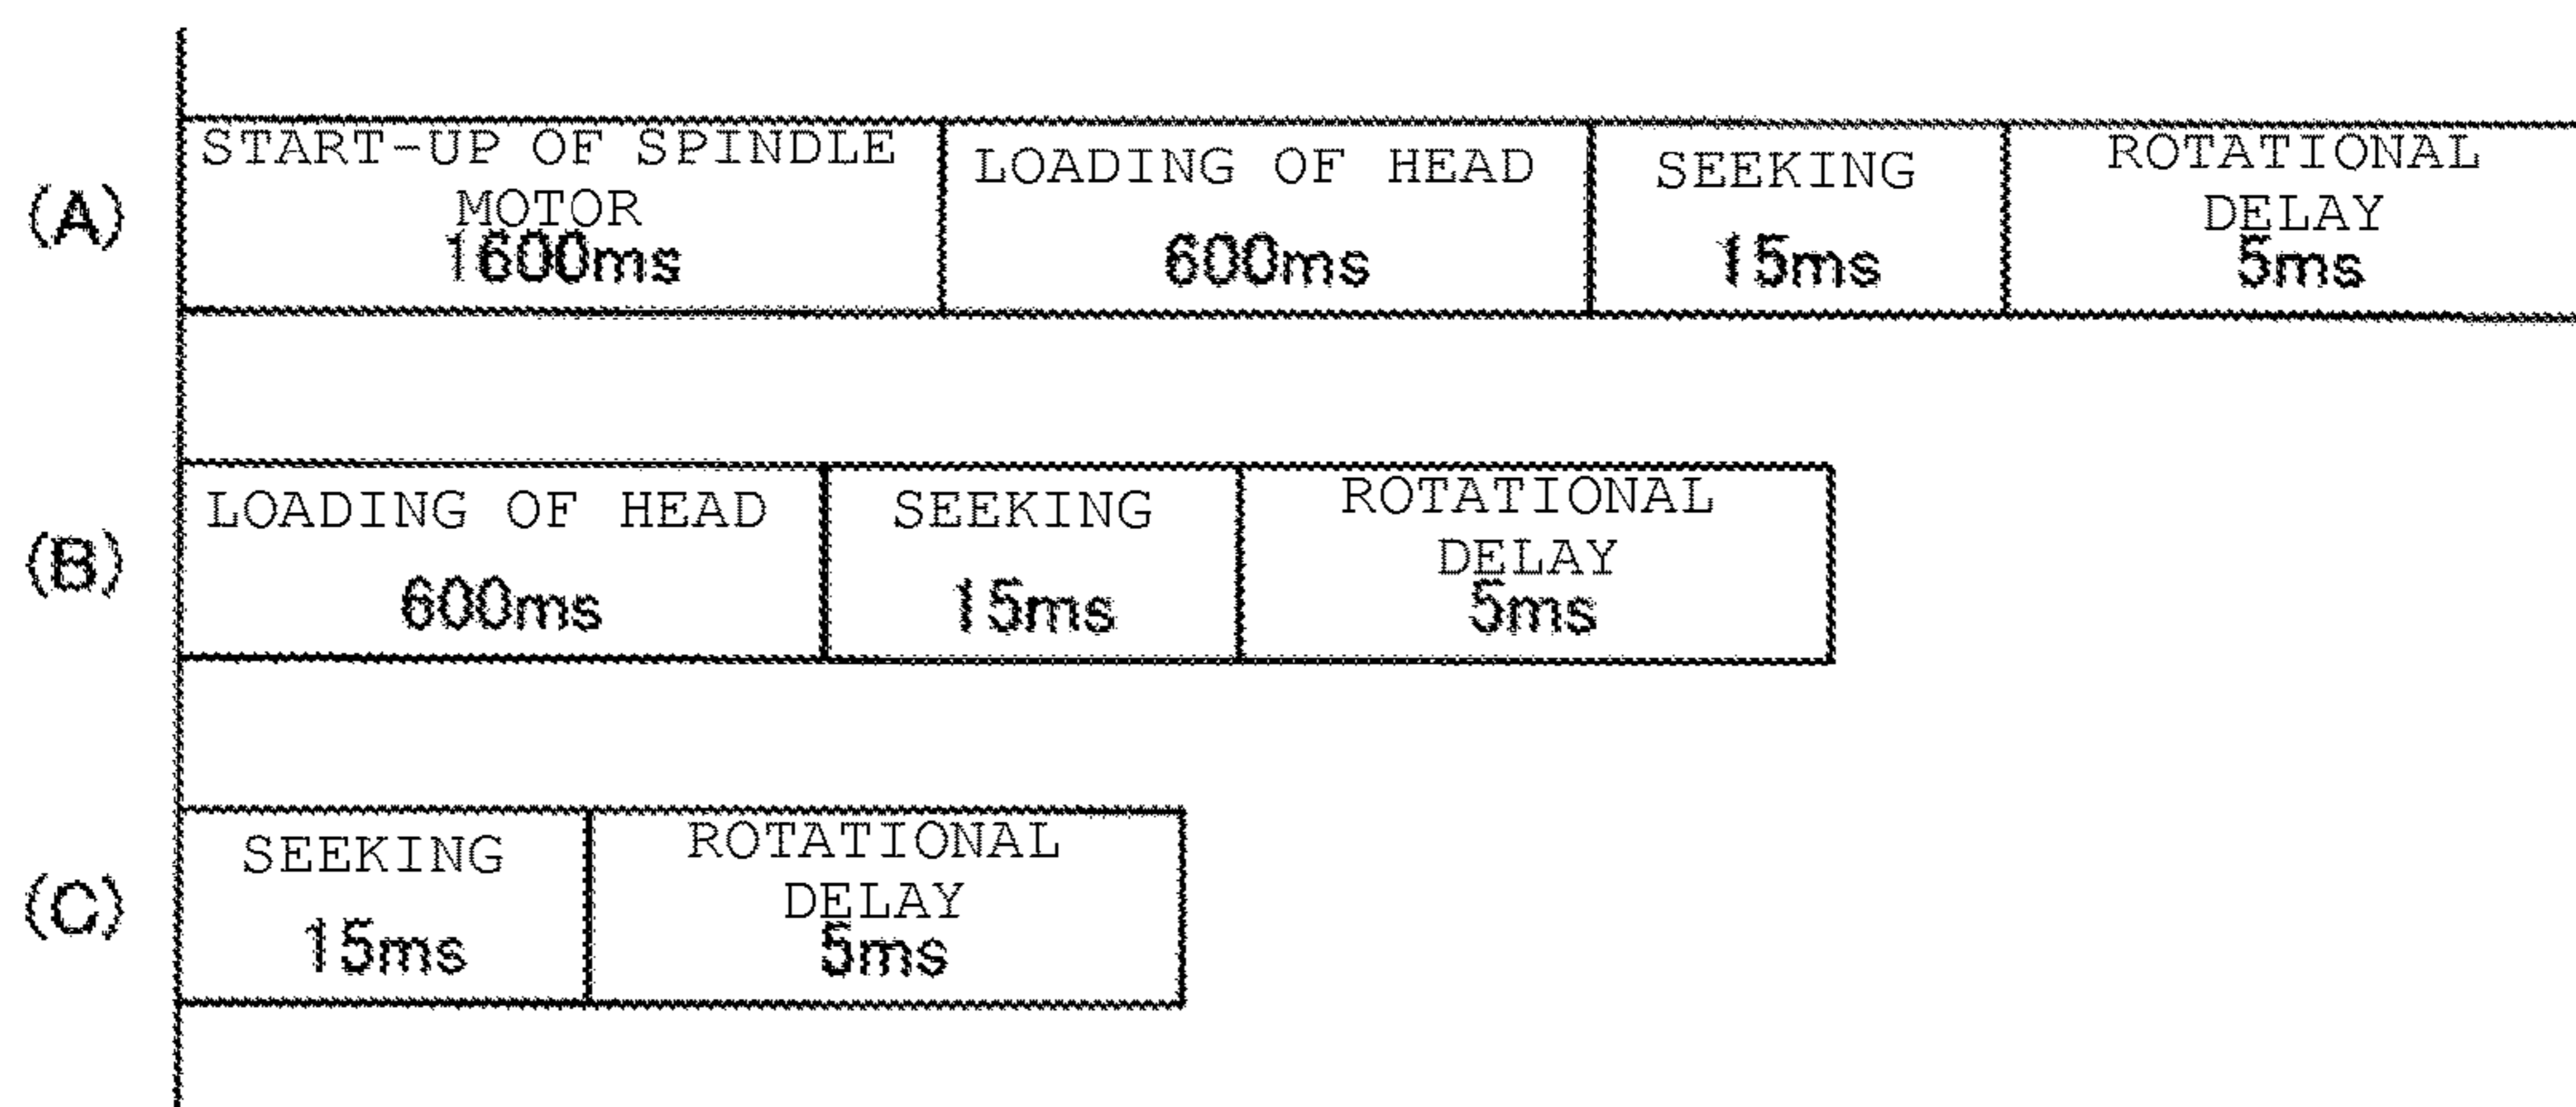 (A)
START-UP OF SPINDLE
MOTOR
1600ms
LOADING OF HEAD
600ms
SEEKING
15ms
ROTATIONAL
DELAY
5ms
(B)
LOADING OF HEAD
600ms
SEEKING
15ms
ROTATIONAL
DELAY
5ms
(C)
SEEKING
15ms
ROTATIONAL
DELAY
5ms